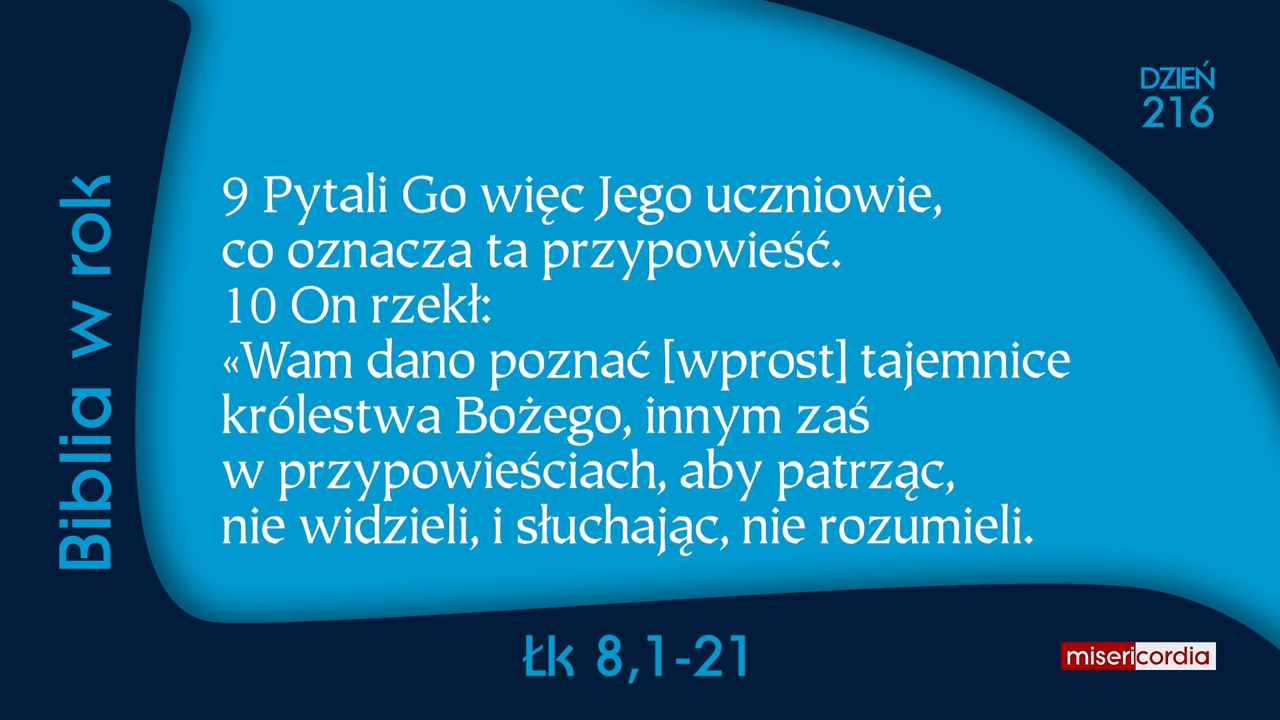 DZIEŃ
216
Biblia w rok
9 Pytali Go więc Jego uczniowie,
co oznacza ta przypowieść.
10 On rzekł:
«Wam dano poznać [wprost] tajemnice
królestwa Bożego, innym zaś
w przypowieściach, aby patrząc,
nie widzieli, i słuchając, nie rozumieli.
Łk 8,1-21
misericordia